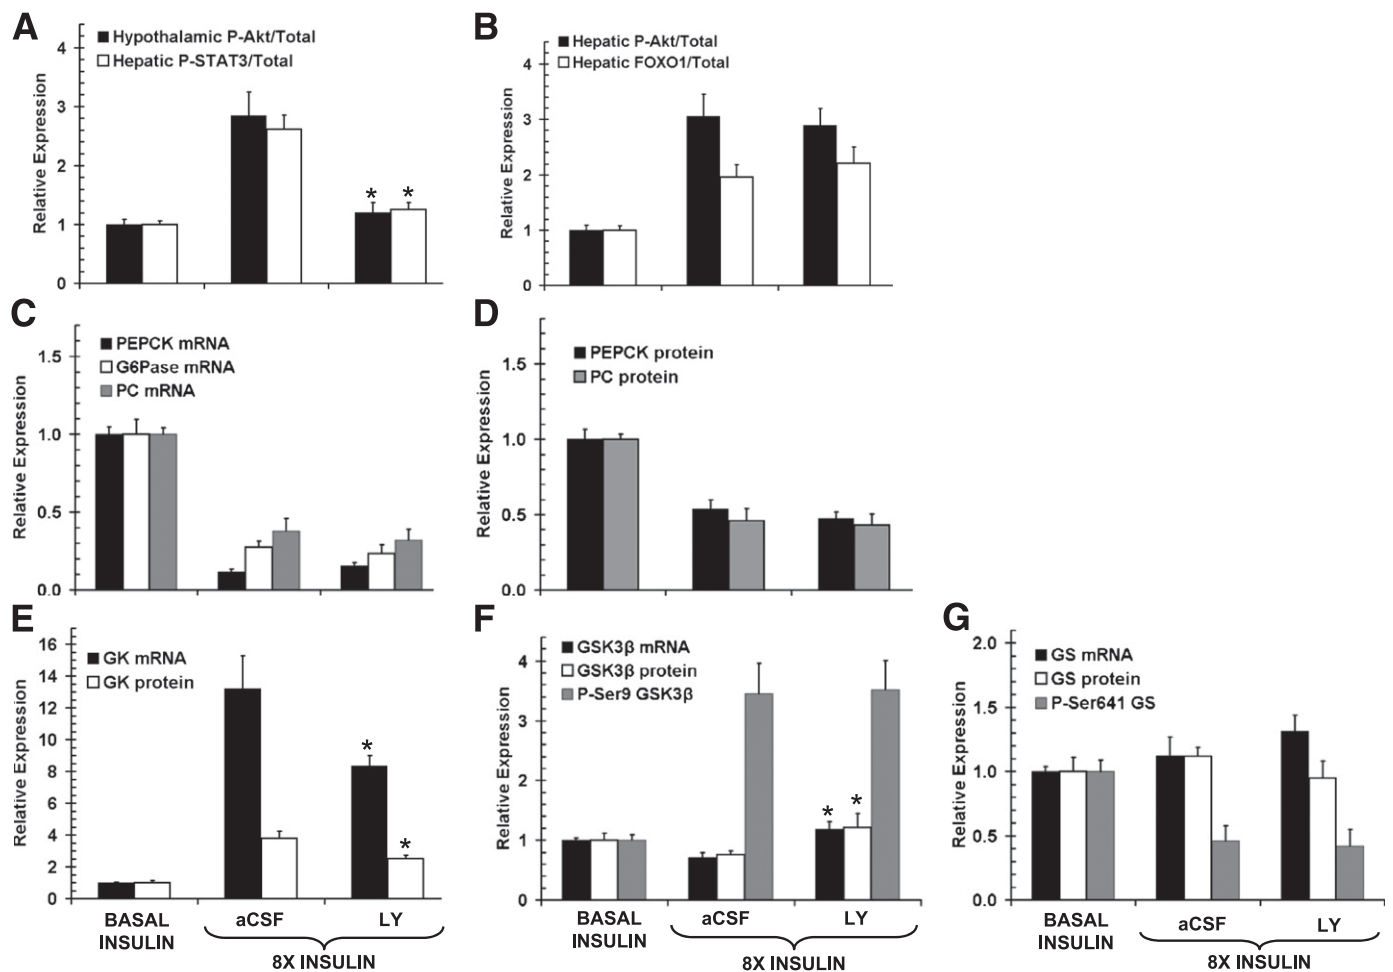 A
Relative Expression
4
3
2
1
0
Hypothalamic P-Akt/Total
Hepatic P-STAT3/Total
* *
B
Relative Expression
4
3
2
1
0
Hepatic P-Akt/Total
Hepatic FOXO1/Total
C
Relative Expression
1.5
1.0
0.5
0.0
PEPCK mRNA
G6Pase mRNA
PC mRNA
D
Relative Expression
1.5
1.0
0.5
0.0
PEPCK protein
PC protein
E
Relative Expression
16
14
12
10
8
6
4
2
0
GK mRNA
GK protein
*
*
BASAL
INSULIN
aCSF
LY
8X INSULIN
F
Relative Expression
4
3
2
1
0
GSK3β mRNA
GSK3β protein
P-Ser9 GSK3β
* *
BASAL
INSULIN
aCSF
LY
8X INSULIN
G
Relative Expression
2.0
1.5
1.0
0.5
0.0
GS mRNA
GS protein
P-Ser641 GS
BASAL
INSULIN
aCSF
LY
8X INSULIN